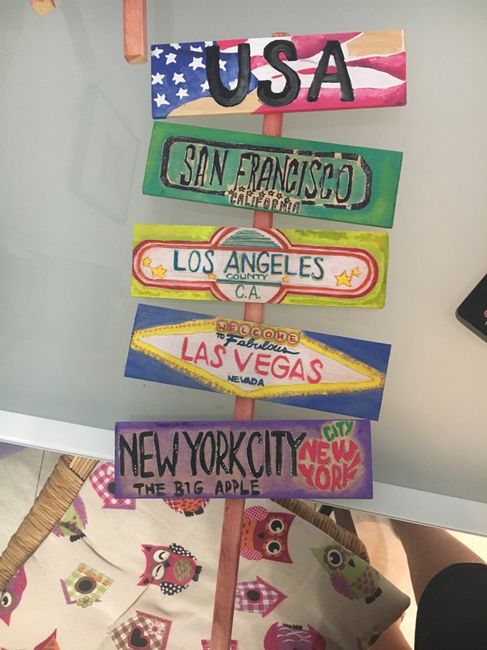 USA
SAN FRANCISCO
CALIFORNIA
LOS ANGELES
COUNTY
C.A.
WELCOME
TO Fabulous
LAS VEGAS
NEVADA
NEW YORK CITY
THE BIG APPLE
CITY
NEW
YORK